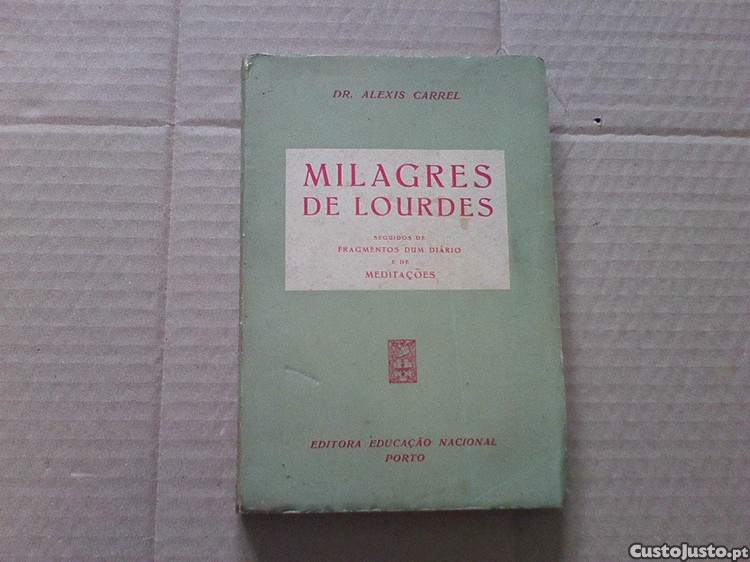 DR. ALEXIS CARREL
MILAGRES
DE LOURDES
SEGUIDOS DE
FRAGMENTOS DUM DIÁRIO
E DE
MEDITAÇÕES
EDITORA EDUCAÇÃO NACIONAL
PORTO
CustoJusto.pt